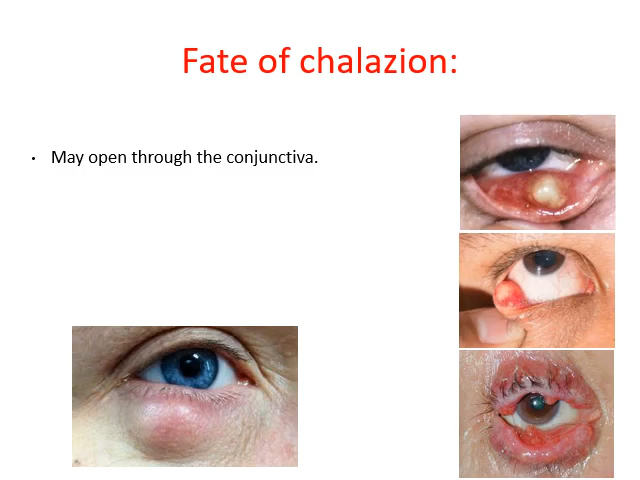 Fate of chalazion:
• May open through the conjunctiva.